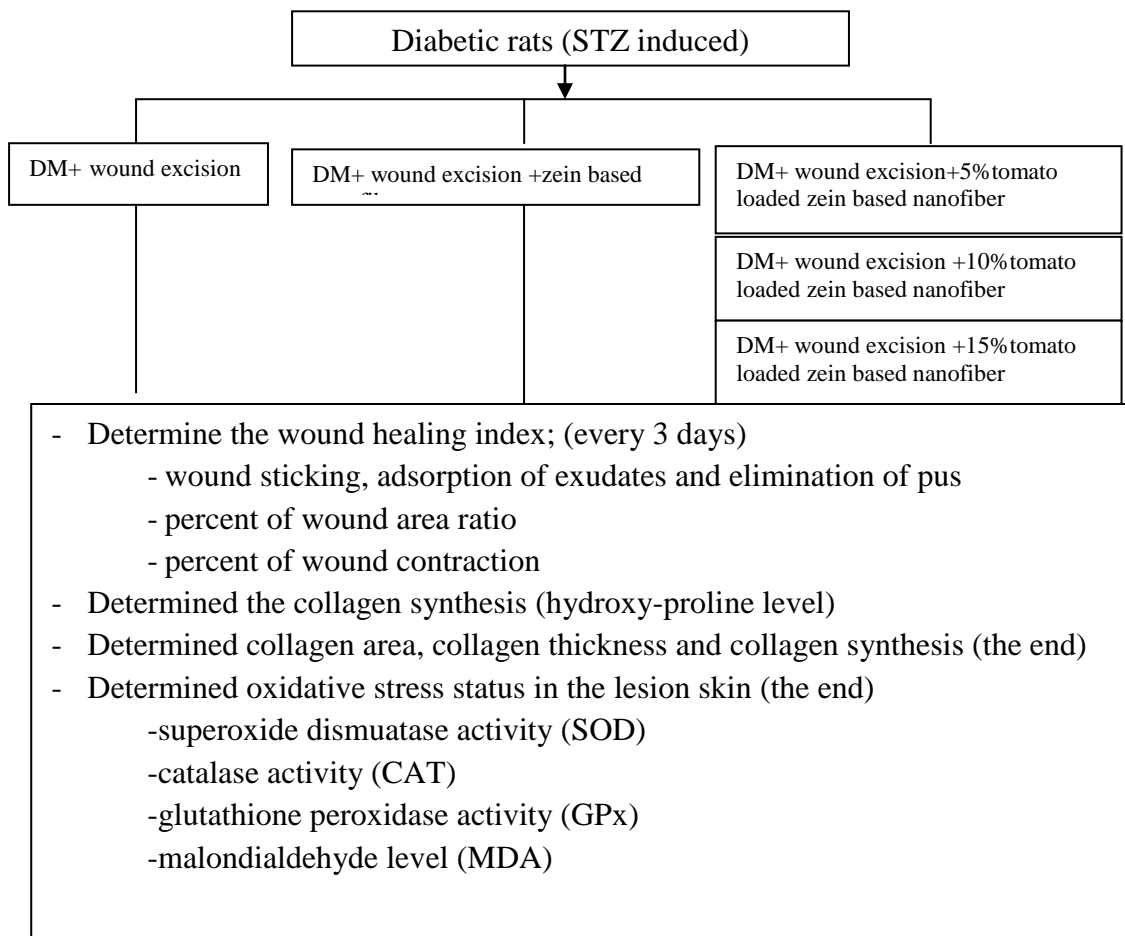 Diabetic rats (STZ induced)
DM+ wound excision
DM+ wound excision +zein based
DM+ wound excision+5%tomato
loaded zein based nanofiber
DM+ wound excision +10%tomato
loaded zein based nanofiber
DM+ wound excision +15%tomato
loaded zein based nanofiber
- Determine the wound healing index; (every 3 days)
- wound sticking, adsorption of exudates and elimination of pus
- percent of wound area ratio
- percent of wound contraction
- Determined the collagen synthesis (hydroxy-proline level)
- Determined collagen area, collagen thickness and collagen synthesis (the end)
- Determined oxidative stress status in the lesion skin (the end)
-superoxide dismuatase activity (SOD)
-catalase activity (CAT)
-glutathione peroxidase activity (GPx)
-malondialdehyde level (MDA)